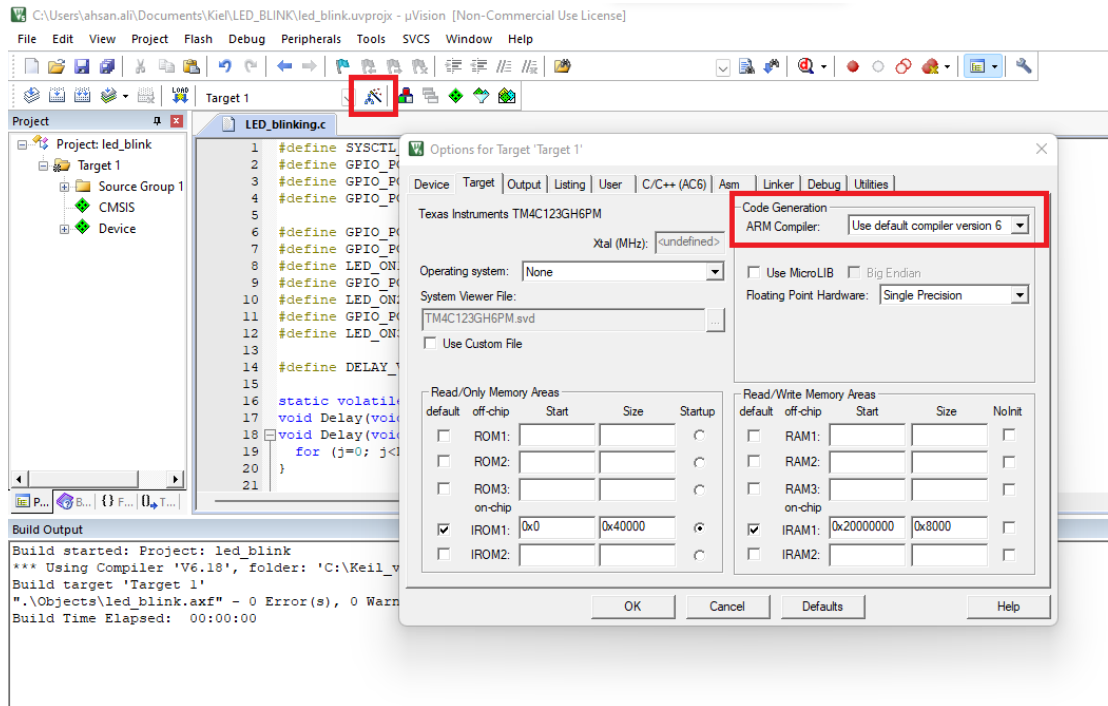 C:\Users\ahsan.ali\Documents\Kiel\LED_BLINK\led_blink.uvprojx - µVision [Non-Commercial Use License]
File Edit View Project Flash Debug Peripherals Tools SVCS Window Help
LOAD
Target 1
Project
Project: led_blink
Target 1
Source Group 1
CMSIS
Device
P... B... {} F... 0 T...
LED_blinking.c
1 #define SYSCTL_
2 #define GPIO_PO
3 #define GPIO_PO
4 #define GPIO_PO
5
6 #define GPIO_PO
7 #define GPIO_PO
8 #define LED_ON
9 #define GPIO_PO
10 #define LED_ON
11 #define GPIO_PO
12 #define LED_ON
13
14 #define DELAY_
15
16 static volatile
17 void Delay(void
18 void Delay(void
19 for (j=0; j<
20 }
21
Options for Target 'Target 1'
Device Target Output Listing User C/C++ (AC6) Asm Linker Debug Utilities
Texas Instruments TM4C123GH6PM
Xtal (MHz): <undefined>
Operating system: None
System Viewer File:
TM4C123GH6PM.svd
...
Use Custom File
Code Generation
ARM Compiler: Use default compiler version 6
Use MicroLIB Big Endian
Floating Point Hardware: Single Precision
Read/Only Memory Areas
default off-chip Start Size Startup
ROM1:
ROM2:
ROM3:
on-chip
IROM1: 0x0 0x40000
IROM2:
Read/Write Memory Areas
default off-chip Start Size NoInit
RAM1:
RAM2:
RAM3:
on-chip
IRAM1: 0x20000000 0x8000
IRAM2:
OK Cancel Defaults Help
Build Output
Build started: Project: led_blink
*** Using Compiler 'V6.18', folder: 'C:\Keil_v
Build target 'Target 1'
".\Objects\led_blink.axf" - 0 Error(s), 0 Warn
Build Time Elapsed: 00:00:00